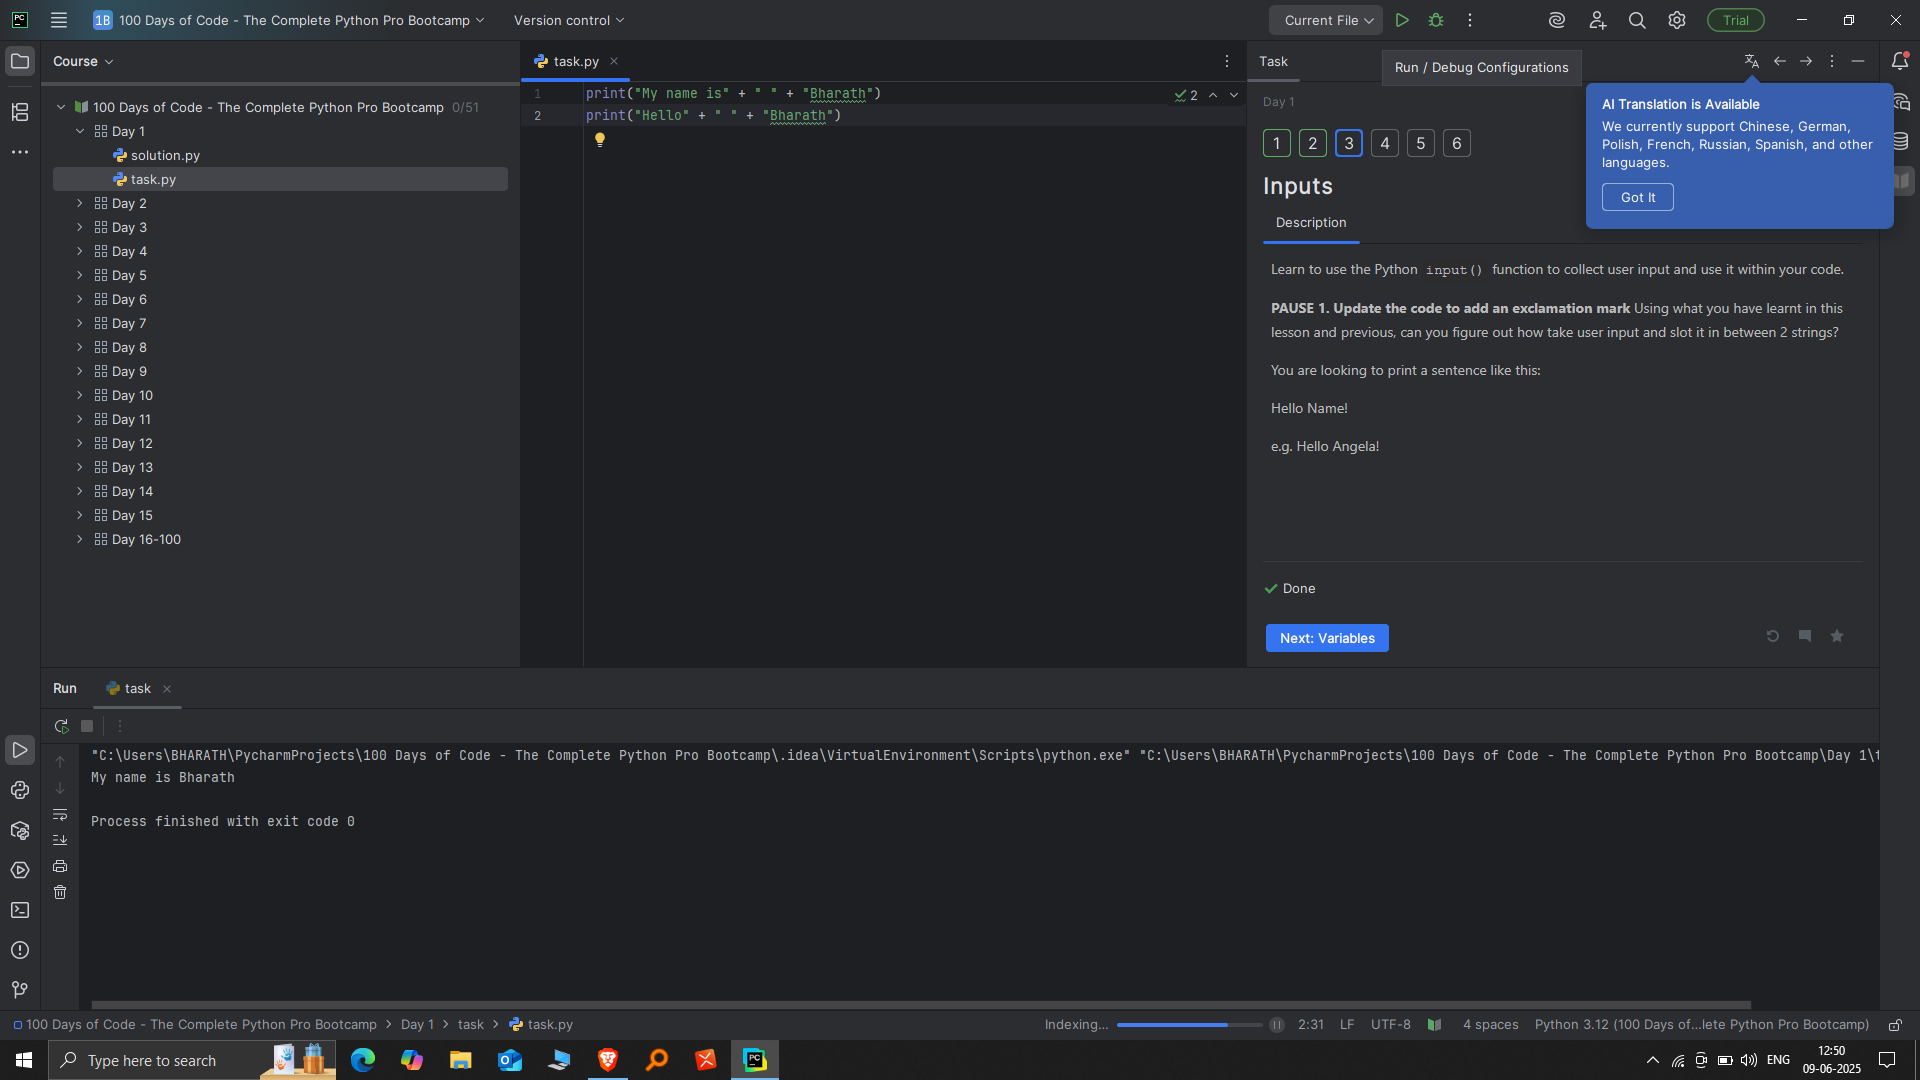 PC
1B 100 Days of Code - The Complete Python Pro Bootcamp Version control Current File Trial
Course task.py Task Run / Debug Configurations
100 Days of Code - The Complete Python Pro Bootcamp 0/51
Day 1
solution.py
task.py
Day 2
Day 3
Day 4
Day 5
Day 6
Day 7
Day 8
Day 9
Day 10
Day 11
Day 12
Day 13
Day 14
Day 15
Day 16-100
1 print("My name is" + " " + "Bharath") 2
2 print("Hello" + " " + "Bharath")
Day 1
1 2 3 4 5 6
Inputs
Description
AI Translation is Available
We currently support Chinese, German,
Polish, French, Russian, Spanish, and other
languages.
Got It
Learn to use the Python input() function to collect user input and use it within your code.
PAUSE 1. Update the code to add an exclamation mark Using what you have learnt in this
lesson and previous, can you figure out how take user input and slot it in between 2 strings?
You are looking to print a sentence like this:
Hello Name!
e.g. Hello Angela!
Done
Next: Variables
Run task
"C:\Users\BHARATH\PycharmProjects\100 Days of Code - The Complete Python Pro Bootcamp\.idea\VirtualEnvironment\Scripts\python.exe" "C:\Users\BHARATH\PycharmProjects\100 Days of Code - The Complete Python Pro Bootcamp\Day 1\t
My name is Bharath
Process finished with exit code 0
100 Days of Code - The Complete Python Pro Bootcamp > Day 1 > task > task.py Indexing... 2:31 LF UTF-8 4 spaces Python 3.12 (100 Days of...lete Python Pro Bootcamp)
Type here to search PC ENG 12:50
09-06-2025